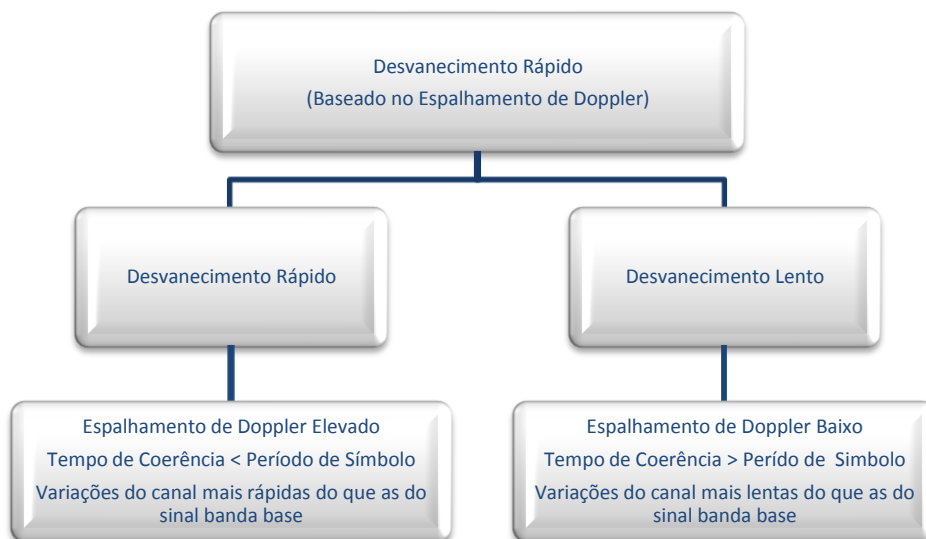 Desvanecimento Rápido
(Baseado no Espalhamento de Doppler)
Desvanecimento Rápido
Desvanecimento Lento
Espalhamento de Doppler Elevado
Tempo de Coerência < Período de Símbolo
Variações do canal mais rápidas do que as do
sinal banda base
Espalhamento de Doppler Baixo
Tempo de Coerência > Perído de Simbolo
Variações do canal mais lentas do que as do
sinal banda base